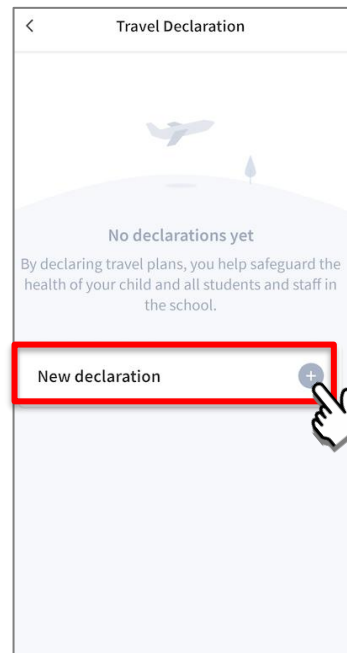 Travel Declaration
No declarations yet
By declaring travel plans, you help safeguard the
health of your child and all students and staff in
the school.
New declaration